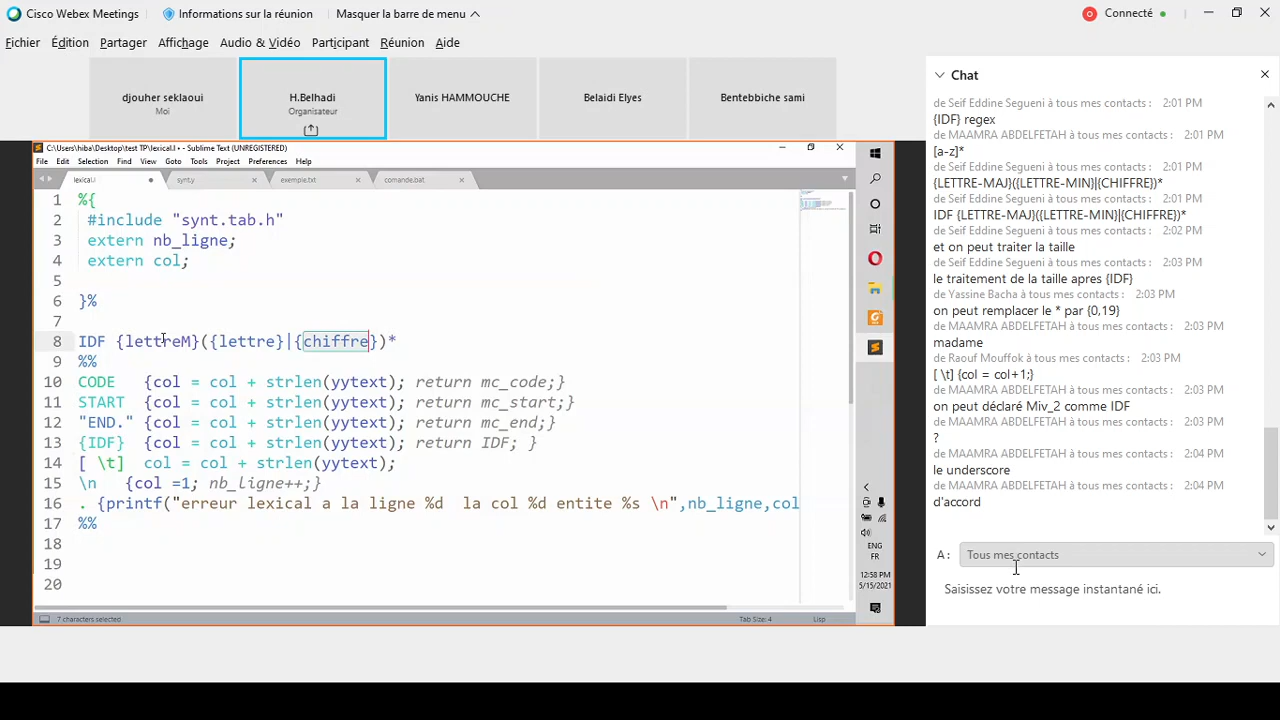 Cisco Webex Meetings
Informations sur la réunion
Masquer la barre de menu
Connecté
Fichier Édition Partager Affichage Audio & Vidéo Participant Réunion Aide
djouher seklaoui
Moi
H.Belhadi
Organisateur
Yanis HAMMOUCHE
Belaidi Elyes
Bentebbiche sami
C:\Users\hiba\Desktop\test TP\lexical.l • - Sublime Text (UNREGISTERED)
File Edit Selection Find View Goto Tools Project Preferences Help
lexical.l
synt.y
exemple.txt
comande.bat
1 %{
2 #include "synt.tab.h"
3 extern nb_ligne;
4 extern col;
5
6 }%
7
8 IDF {lettreM}({lettre}|{chiffre})*
9 %%
10 CODE {col = col + strlen(yytext); return mc_code;}
11 START {col = col + strlen(yytext); return mc_start;}
12 "END." {col = col + strlen(yytext); return mc_end;}
13 {IDF} {col = col + strlen(yytext); return IDF; }
14 [ \t] col = col + strlen(yytext);
15 \n {col =1; nb_ligne++;}
16 . {printf("erreur lexical a la ligne %d la col %d entite %s \n",nb_ligne,col
17 %%
18
19
20
7 characters selected
Tab Size: 4
Lisp
ENG
FR
12:58 PM
5/15/2021
Chat
de Seif Eddine Segueni à tous mes contacts : 2:01 PM
{IDF} regex
de MAAMRA ABDELFETAH à tous mes contacts : 2:01 PM
[a-z]*
de MAAMRA ABDELFETAH à tous mes contacts : 2:01 PM
{LETTRE-MAJ}({LETTRE-MIN}|{CHIFFRE})*
de Seif Eddine Segueni à tous mes contacts : 2:01 PM
IDF {LETTRE-MAJ}({LETTRE-MIN}|{CHIFFRE})*
de Seif Eddine Segueni à tous mes contacts : 2:02 PM
et on peut traiter la taille
de Seif Eddine Segueni à tous mes contacts : 2:03 PM
le traitement de la taille apres {IDF}
de Yassine Bacha à tous mes contacts : 2:03 PM
on peut remplacer le * par {0,19}
de MAAMRA ABDELFETAH à tous mes contacts : 2:03 PM
madame
de Raouf Mouffok à tous mes contacts : 2:03 PM
[ \t] {col = col+1;}
de MAAMRA ABDELFETAH à tous mes contacts : 2:03 PM
on peut déclaré Miv_2 comme IDF
de MAAMRA ABDELFETAH à tous mes contacts : 2:03 PM
?
de MAAMRA ABDELFETAH à tous mes contacts : 2:04 PM
le underscore
de MAAMRA ABDELFETAH à tous mes contacts : 2:04 PM
d'accord
A : Tous mes contacts
Saisissez votre message instantané ici.